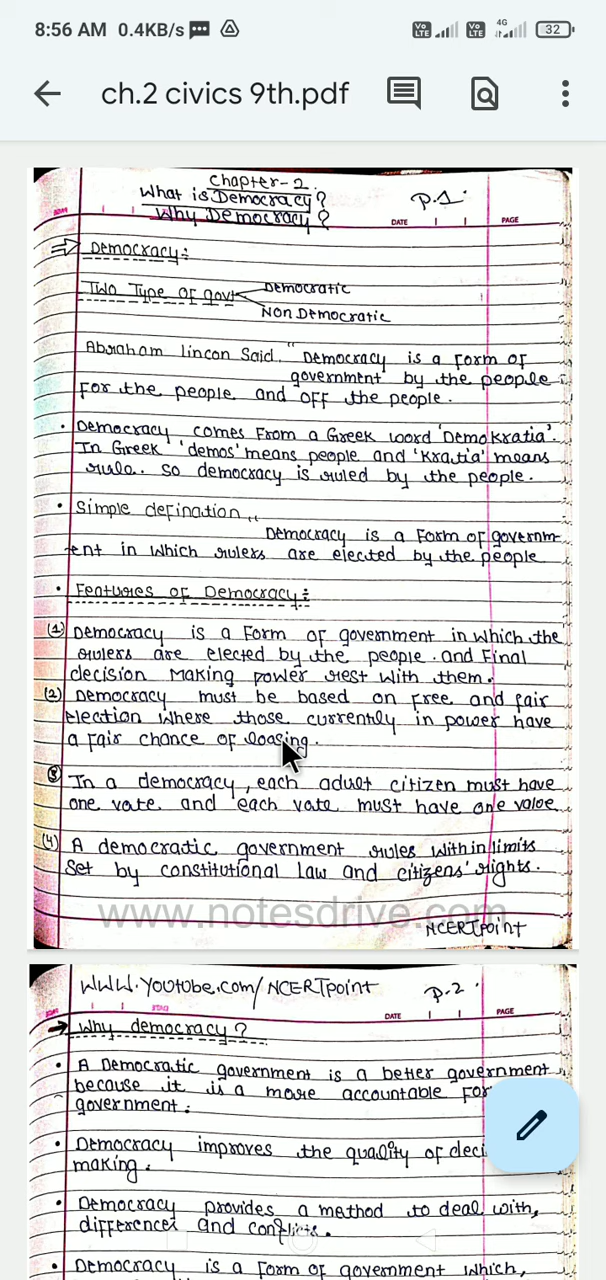 8:56 AM 0.4KB/s
Vo LTE Vo LTE 4G 32
ch.2 civics 9th.pdf
Chapter-2.
What is Democracy?
Why Democracy?
P.1.
DATE PAGE
⇒ Democracy:
Two Type of govt Democratic
Non Democratic
Abraham lincon Said, "Democracy is a Form of
government by the people
For the people and OFF the people.
• Democracy comes From a Greek word 'Demokratia'.
In Greek 'demos' means people and 'Kratia' means
rule. so democracy is ruled by the people.
• Simple defination,,
Democracy is a Form of governm-
ent in which rulers are elected by the people
• Features of Democracy:
(1) Democracy is a Form of government in which the
rulers are elected by the people. and Final
decision making power rest with them.
(2) Democracy must be based on Free and fair
election where those currently in power have
a fair chance of loosing.
(3) In a democracy, each adult citizen must have
one vate and each vate must have one value
(4) A democratic government rules within limits
Set by constitutional law and citizens' rights.
www.notesdrive.com
NCERTpoint
WWW.Youtube.com/NCERTpoint
P-2.
DATE PAGE
→ Why democracy?
• A Democratic government is a better government
because it is a more accountable For
government.
• Democracy improves the quality of deci
making.
• Democracy provides a method to deal with,
differences and conflicts.
• Democracy is a Form of government which,